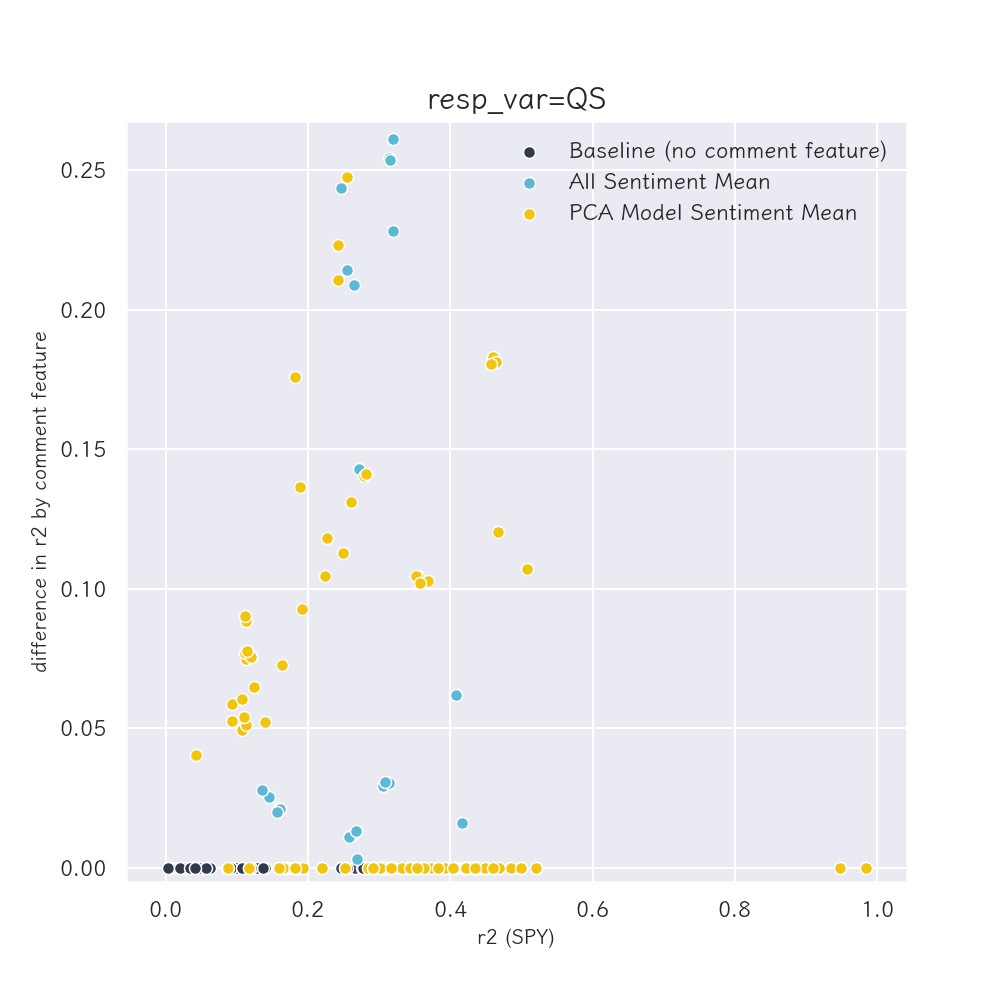 resp_var=QS
Baseline (no comment feature)
All Sentiment Mean
PCA Model Sentiment Mean
difference in r2 by comment feature
0.25
0.20
0.15
0.10
0.05
0.00
0.0 0.2 0.4 0.6 0.8 1.0
r2 (SPY)